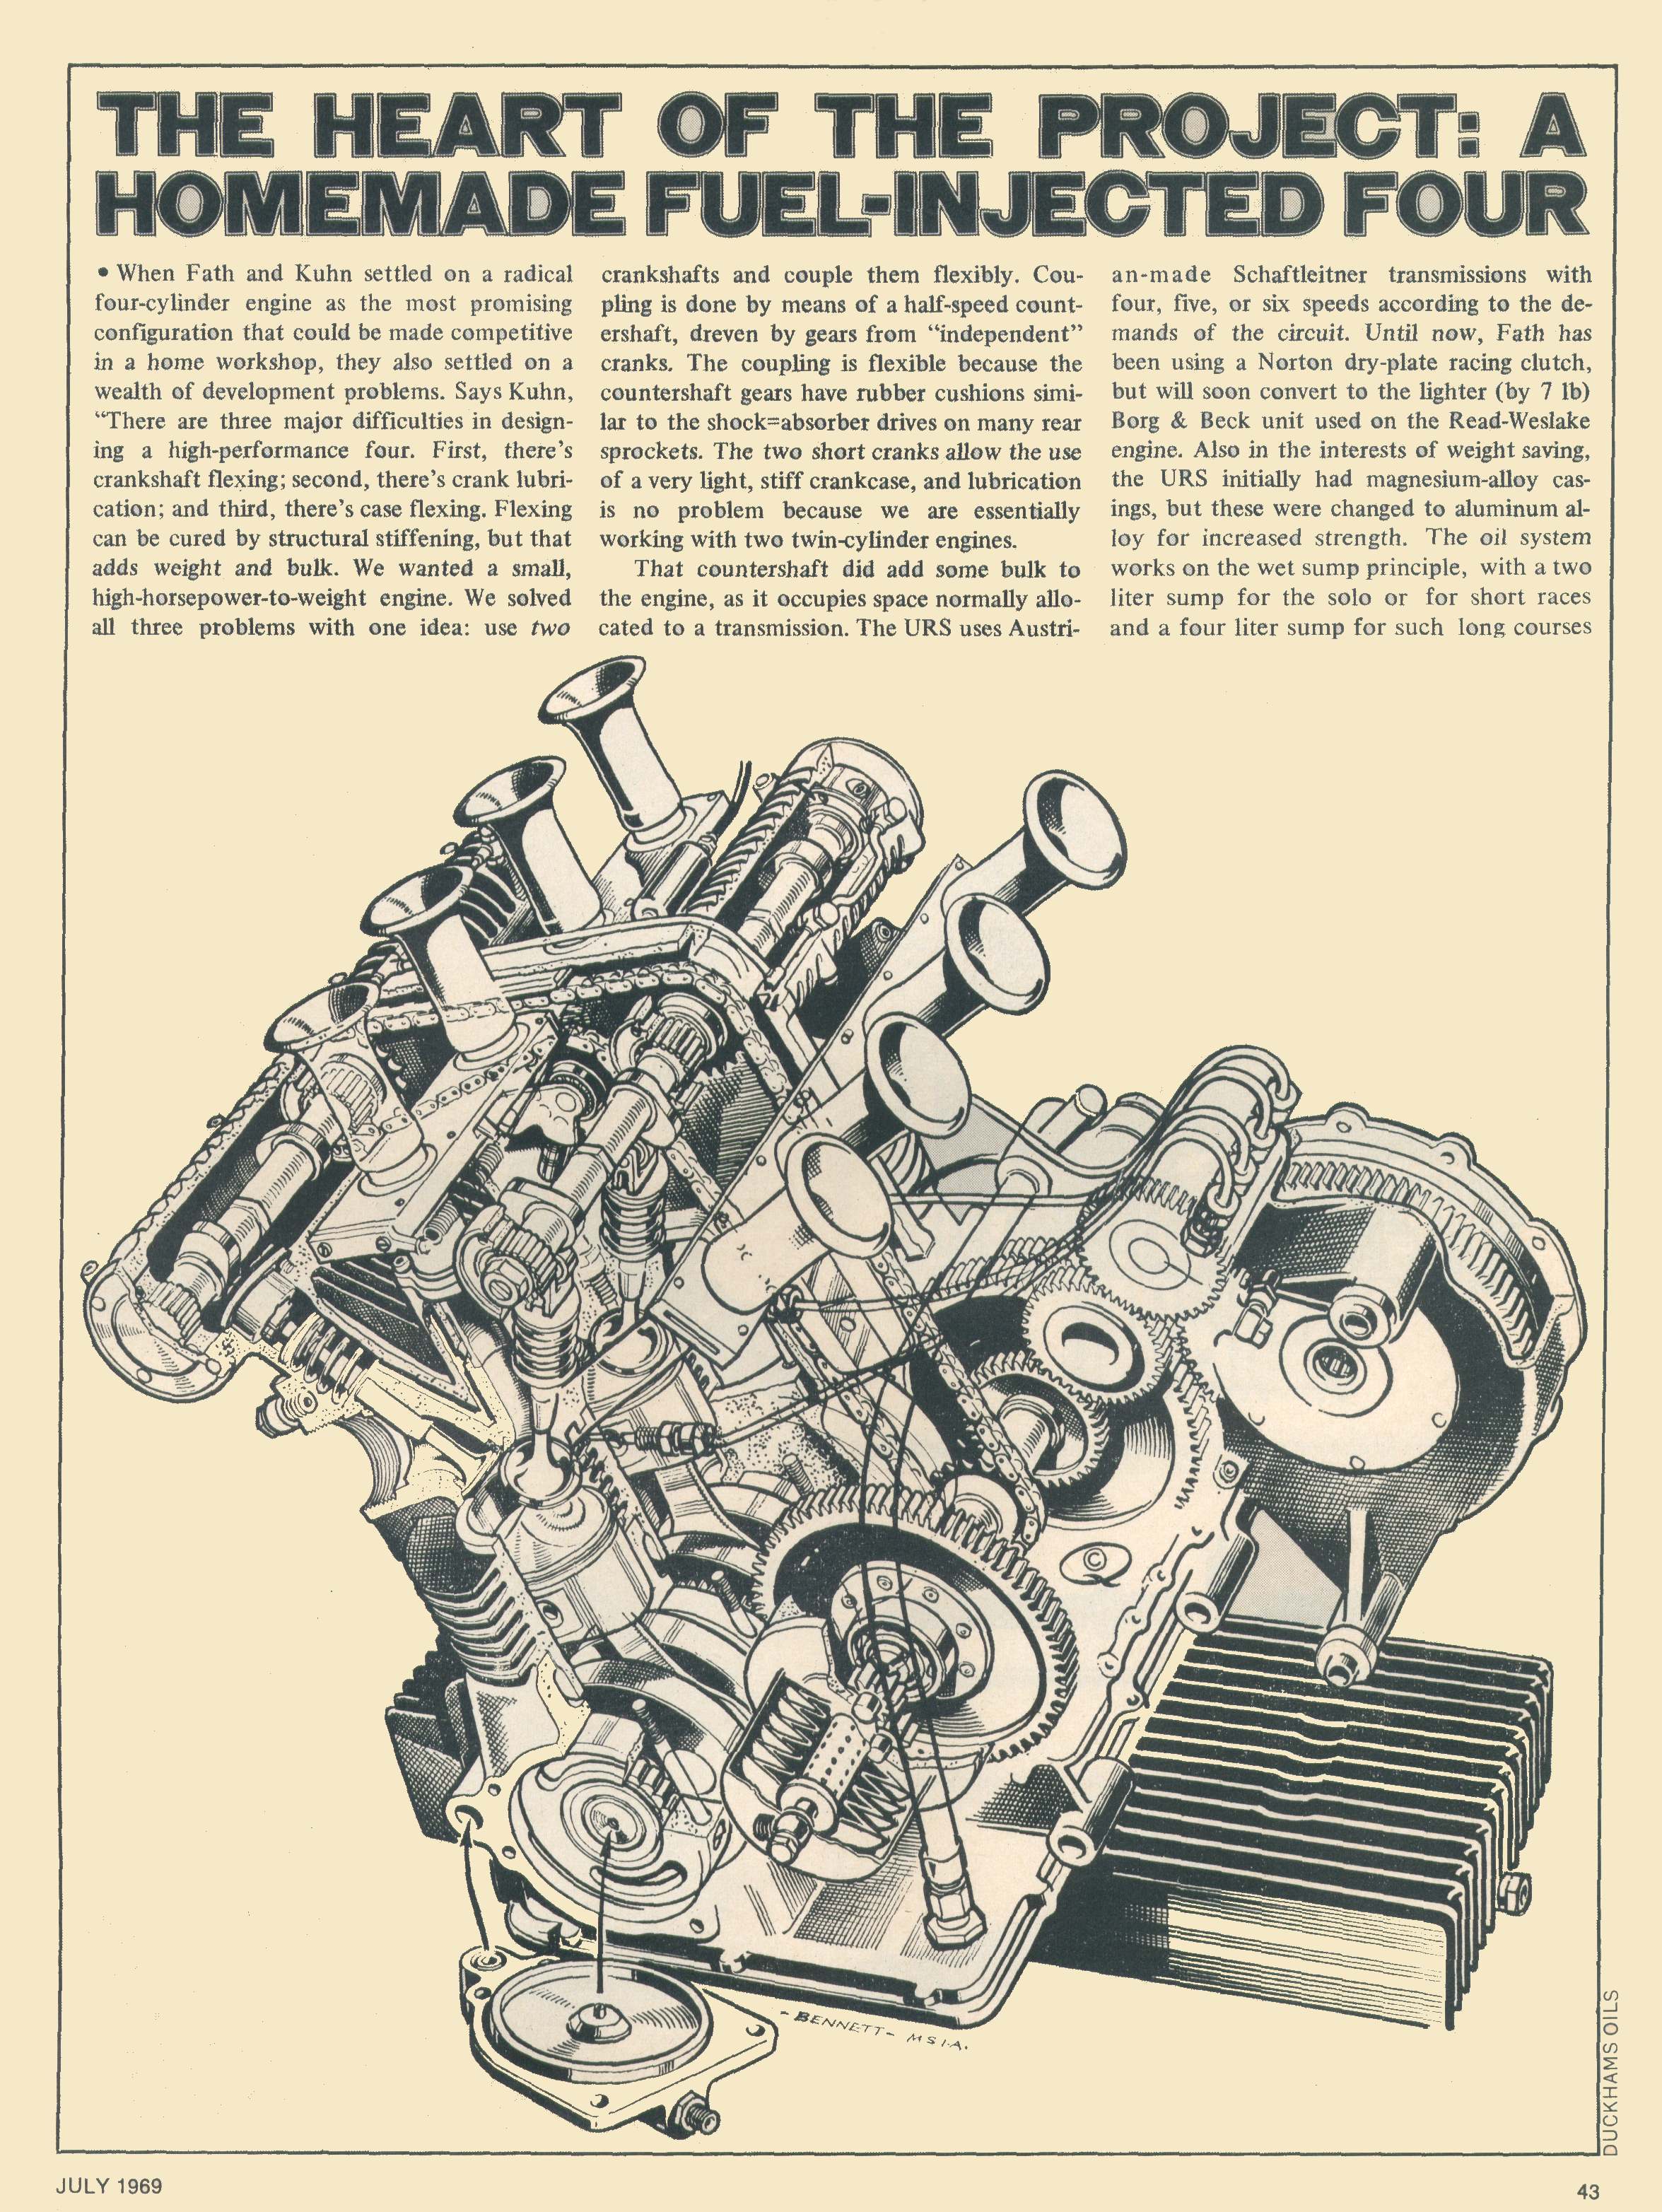 THE HEART OF THE PROJECT: A
HOMEMADE FUEL-INJECTED FOUR
• When Fath and Kuhn settled on a radical
four-cylinder engine as the most promising
configuration that could be made competitive
in a home workshop, they also settled on a
wealth of development problems. Says Kuhn,
“There are three major difficulties in design-
ing a high-performance four. First, there’s
crankshaft flexing; second, there’s crank lubri-
cation; and third, there’s case flexing. Flexing
can be cured by structural stiffening, but that
adds weight and bulk. We wanted a small,
high-horsepower-to-weight engine. We solved
all three problems with one idea: use two
crankshafts and couple them flexibly. Cou-
pling is done by means of a half-speed count-
ershaft, dreven by gears from “independent”
cranks. The coupling is flexible because the
countershaft gears have rubber cushions simi-
lar to the shock=absorber drives on many rear
sprockets. The two short cranks allow the use
of a very light, stiff crankcase, and lubrication
is no problem because we are essentially
working with two twin-cylinder engines.
That countershaft did add some bulk to
the engine, as it occupies space normally allo-
cated to a transmission. The URS uses Austri-
an-made Schaftleitner transmissions with
four, five, or six speeds according to the de-
mands of the circuit. Until now, Fath has
been using a Norton dry-plate racing clutch,
but will soon convert to the lighter (by 7 lb)
Borg & Beck unit used on the Read-Weslake
engine. Also in the interests of weight saving,
the URS initially had magnesium-alloy cas-
ings, but these were changed to aluminum al-
loy for increased strength. The oil system
works on the wet sump principle, with a two
liter sump for the solo or for short races
and a four liter sump for such long courses
©
- BENNETT - M S I.A.
DUCKHAMS OILS
JULY 1969
43